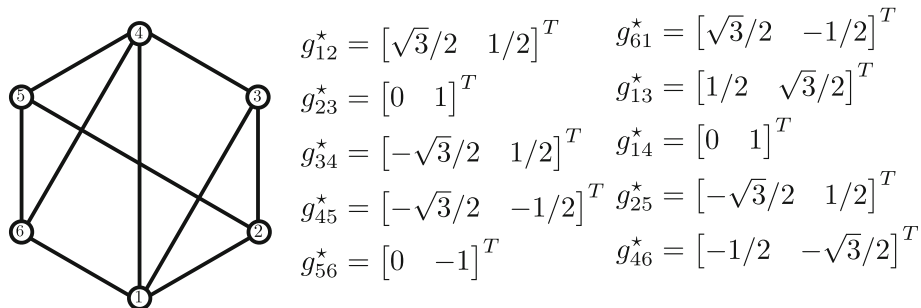 4
5
3
6
2
1
g⋆12 = [√3/2 1/2]^T
g⋆23 = [0 1]^T
g⋆34 = [−√3/2 1/2]^T
g⋆45 = [−√3/2 −1/2]^T
g⋆56 = [0 −1]^T
g⋆61 = [√3/2 −1/2]^T
g⋆13 = [1/2 √3/2]^T
g⋆14 = [0 1]^T
g⋆25 = [−√3/2 1/2]^T
g⋆46 = [−1/2 −√3/2]^T